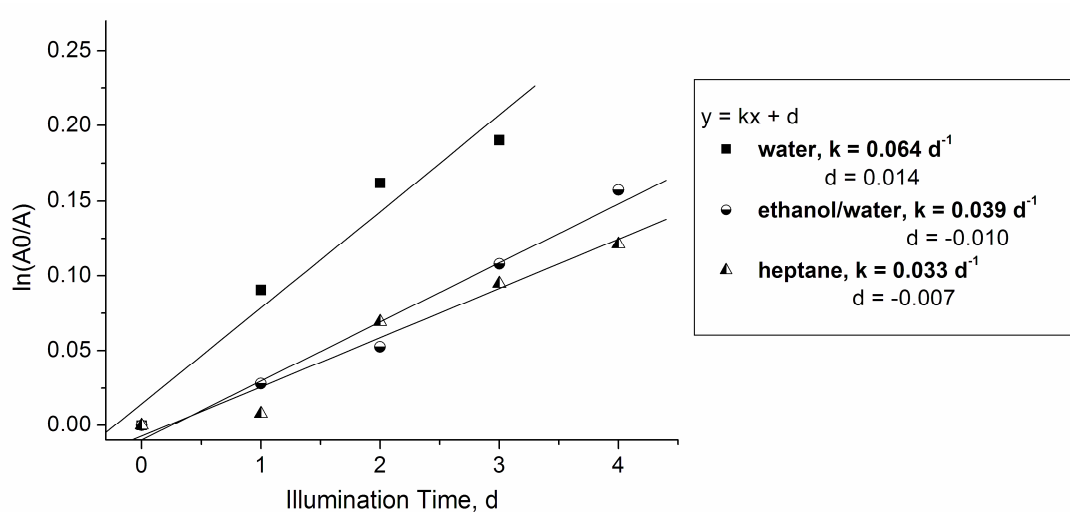 0.25
0.20
0.15
0.10
0.05
0.00
ln(A0/A)
0 1 2 3 4
Illumination Time, d
y = kx + d
water, k = 0.064 d⁻¹
d = 0.014
ethanol/water, k = 0.039 d⁻¹
d = -0.010
heptane, k = 0.033 d⁻¹
d = -0.007